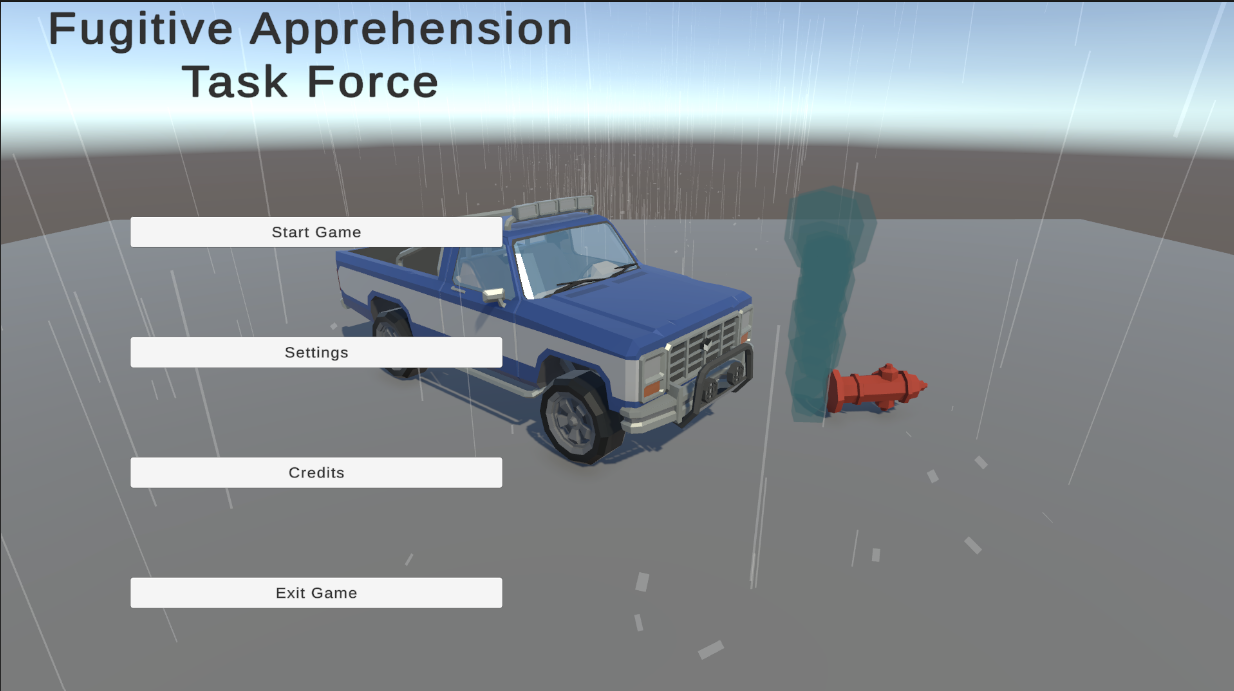 Fugitive Apprehension
Task Force
Start Game
Settings
Credits
Exit Game